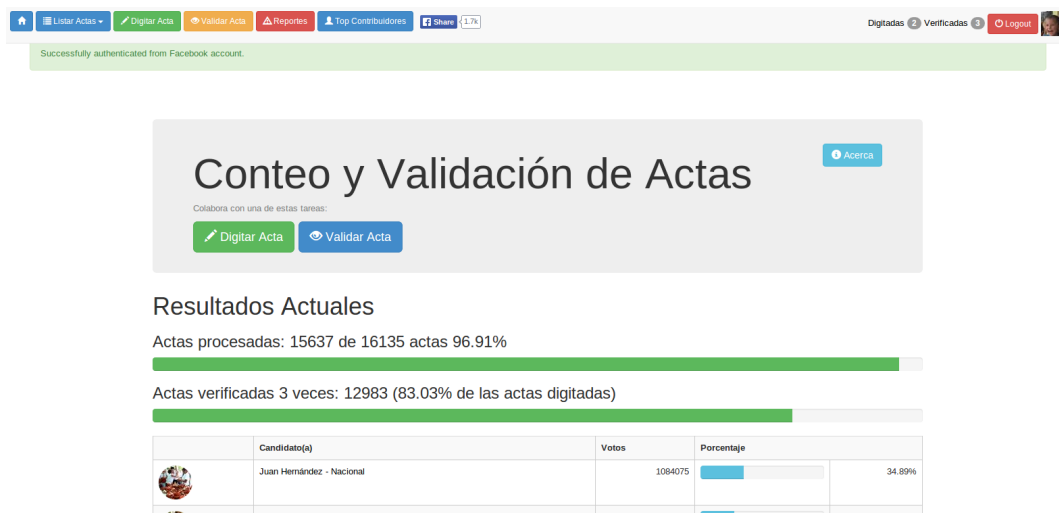 Listar Actas Digitar Acta Validar Acta Reportes Top Contribuidores Share 1.7k Digitadas 2 Verificadas 3 Logout
Successfully authenticated from Facebook account.
Conteo y Validación de Actas
Acerca
Colabora con una de estas tareas:
Digitar Acta Validar Acta
Resultados Actuales
Actas procesadas: 15637 de 16135 actas 96.91%
Actas verificadas 3 veces: 12983 (83.03% de las actas digitadas)
Candidato(a) Votos Porcentaje
Juan Hernández - Nacional 1084075 34.89%